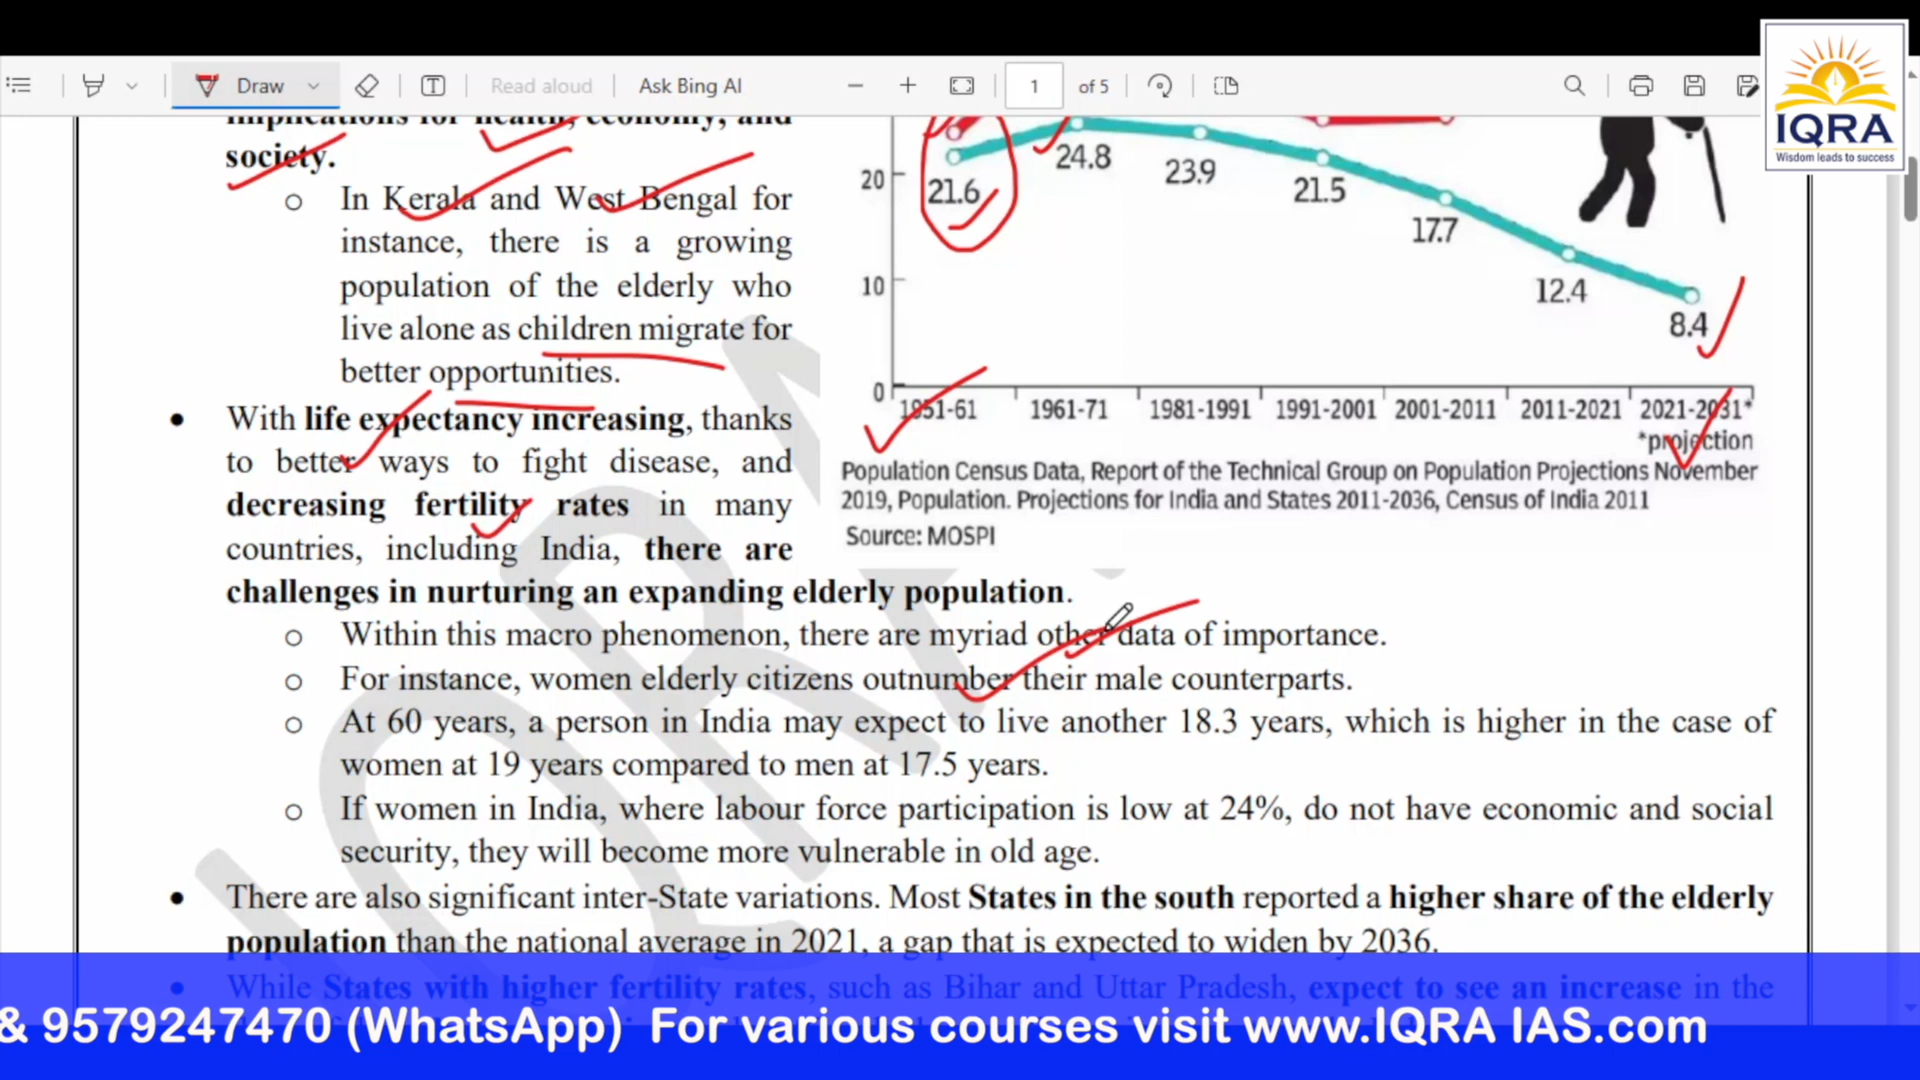 Draw
Read aloud
Ask Bing AI
1 of 5
IQRA
Wisdom leads to success
implications for health, economy, and
society.
o In Kerala and West Bengal for
instance, there is a growing
population of the elderly who
live alone as children migrate for
better opportunities.
• With life expectancy increasing, thanks
to better ways to fight disease, and
decreasing fertility rates in many
countries, including India, there are
challenges in nurturing an expanding elderly population.
20
10
0
21.6
24.8
23.9
21.5
17.7
12.4
8.4
1951-61 1961-71 1981-1991 1991-2001 2001-2011 2011-2021 2021-2031*
*projection
Population Census Data, Report of the Technical Group on Population Projections November
2019, Population. Projections for India and States 2011-2036, Census of India 2011
Source: MOSPI
o Within this macro phenomenon, there are myriad other data of importance.
o For instance, women elderly citizens outnumber their male counterparts.
o At 60 years, a person in India may expect to live another 18.3 years, which is higher in the case of
women at 19 years compared to men at 17.5 years.
o If women in India, where labour force participation is low at 24%, do not have economic and social
security, they will become more vulnerable in old age.
• There are also significant inter-State variations. Most States in the south reported a higher share of the elderly
population than the national average in 2021, a gap that is expected to widen by 2036.
• While States with higher fertility rates, such as Bihar and Uttar Pradesh, expect to see an increase in the
& 9579247470 (WhatsApp) For various courses visit www.IQRA IAS.com